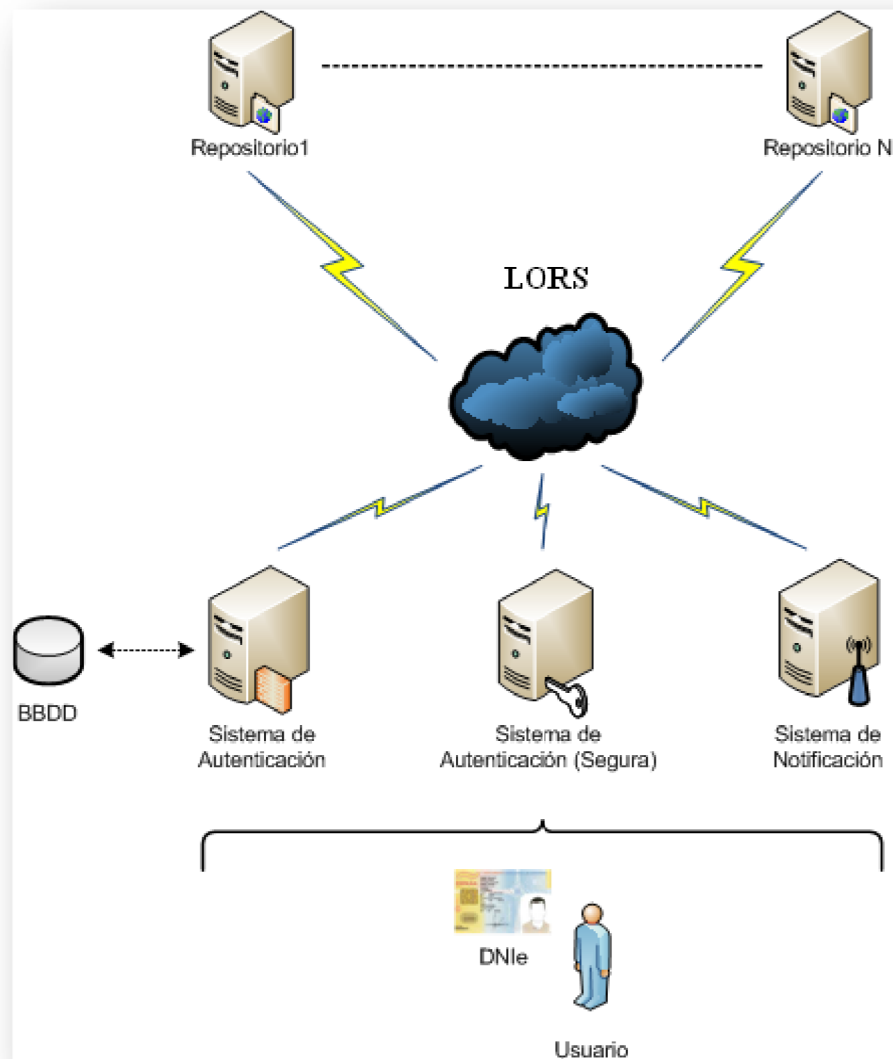 Repositorio1
Repositorio N
LORS
BBDD
Sistema de
Autenticación
Sistema de
Autenticación (Segura)
Sistema de
Notificación
DNIe
Usuario